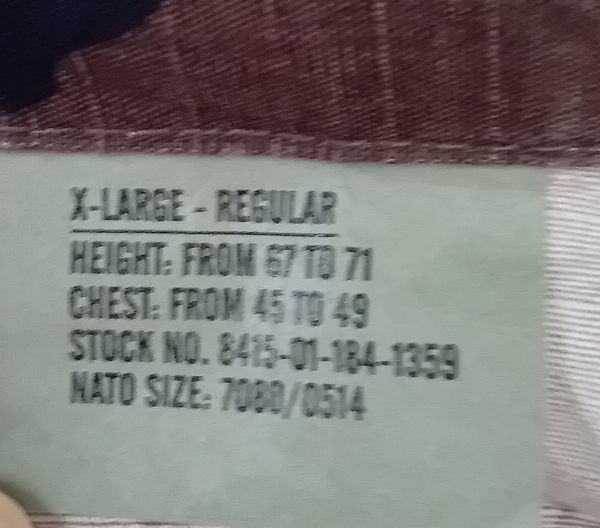 X-LARGE - REGULAR
HEIGHT: FROM 67 TO 71
CHEST: FROM 45 TO 49
STOCK NO. 8415-01-184-1359
NATO SIZE: 7080/0514